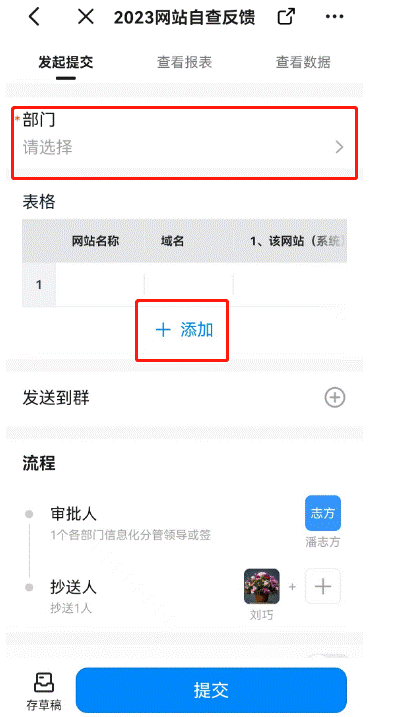 2023网站自查反馈
发起提交 查看报表 查看数据
*部门
请选择
表格
网站名称 域名 1、该网站（系统）
1
＋ 添加
发送到群
流程
审批人 志方
1个各部门信息化分管领导或签 潘志方
抄送人 +
抄送1人 刘巧
存草稿 提交